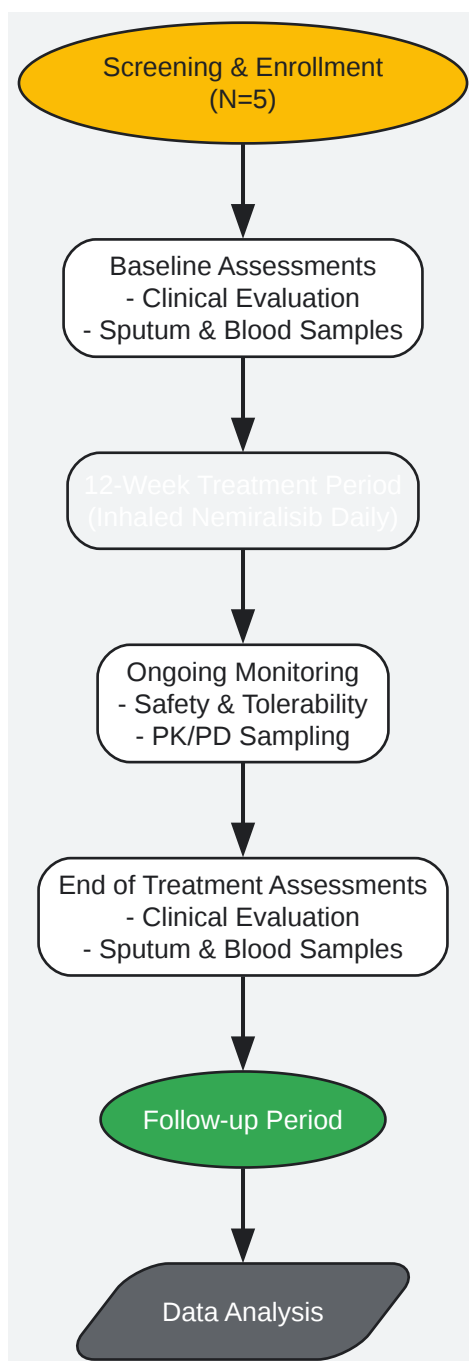 Screening & Enrollment
(N=5)
Baseline Assessments
- Clinical Evaluation
- Sputum & Blood Samples
12-Week Treatment Period
(Inhaled Nemiralisib Daily)
Ongoing Monitoring
- Safety & Tolerability
- PK/PD Sampling
End of Treatment Assessments
- Clinical Evaluation
- Sputum & Blood Samples
Follow-up Period
Data Analysis